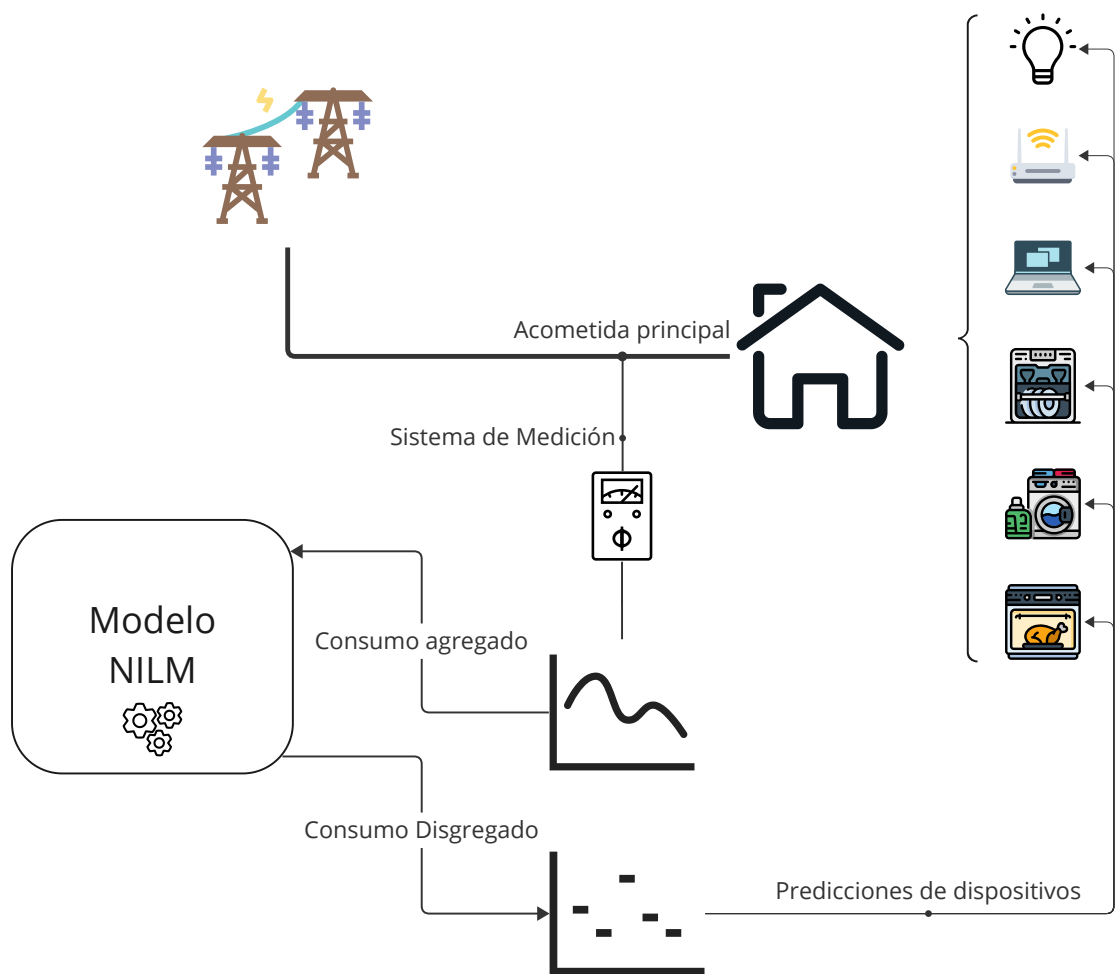 Acometida principal
Sistema de Medición
Modelo
NILM
Consumo agregado
Consumo Disgregado
Predicciones de dispositivos